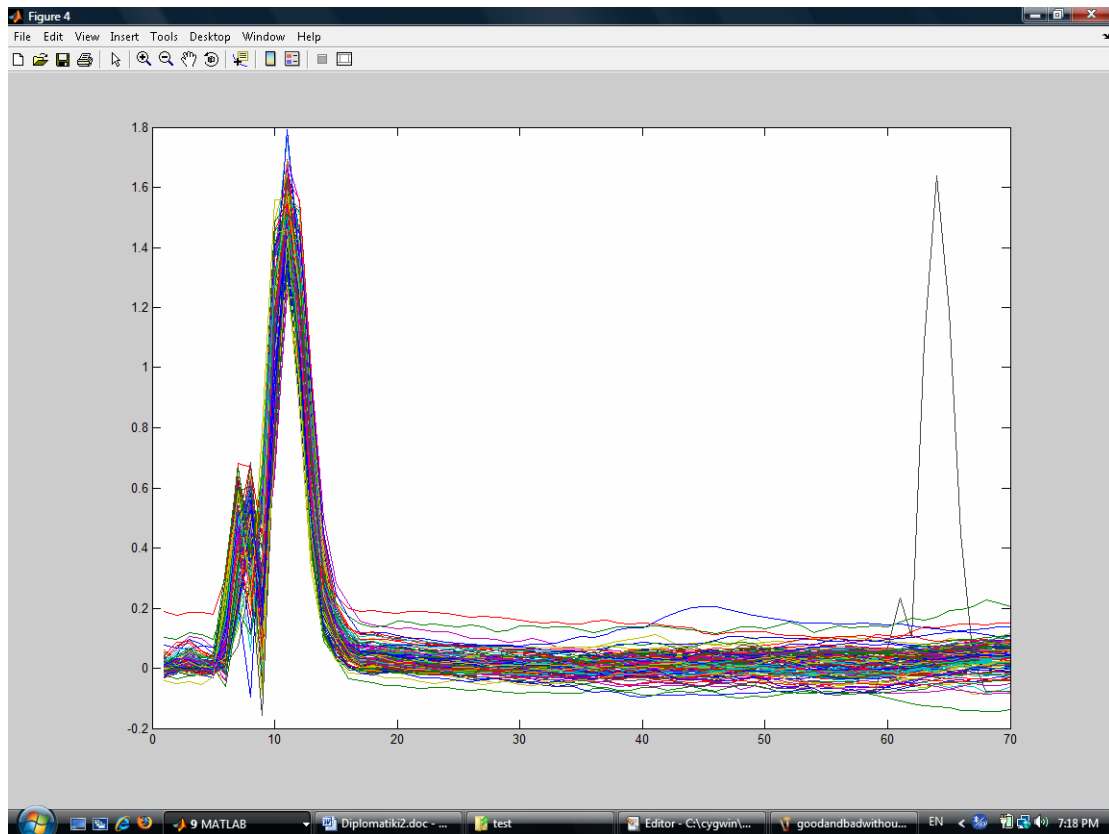 Figure 4
File Edit View Insert Tools Desktop Window Help
1.8
1.6
1.4
1.2
1
0.8
0.6
0.4
0.2
0
-0.2
0 10 20 30 40 50 60 70
9 MATLAB Diplomatiki2.doc - ... test Editor - C:\cygwin\... goodandbadwithou... EN 7:18 PM